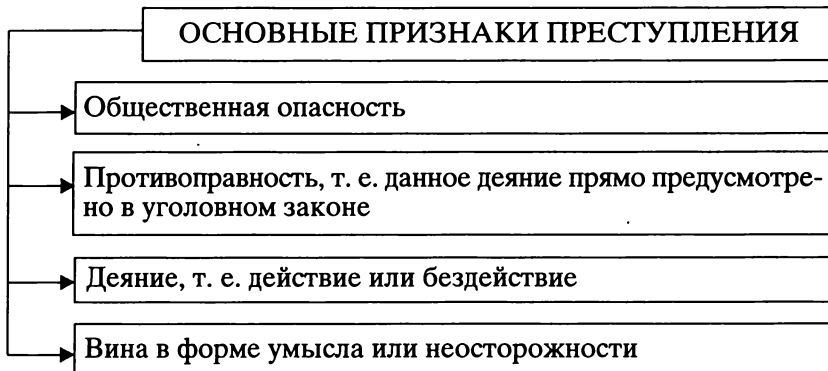 ОСНОВНЫЕ ПРИЗНАКИ ПРЕСТУПЛЕНИЯ
Общественная опасность
Противоправность, т. е. данное деяние прямо предусмотре-
но в уголовном законе
Деяние, т. е. действие или бездействие
Вина в форме умысла или неосторожности